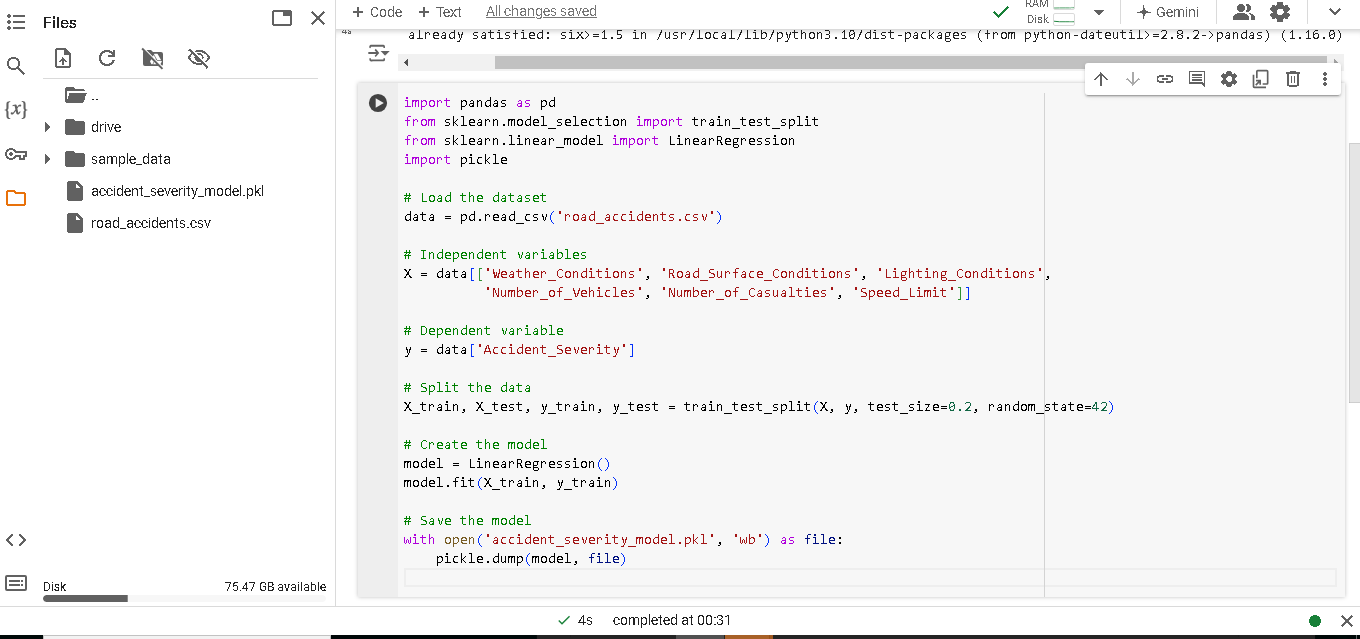 Files
+ Code + Text All changes saved
RAM
Disk
Gemini
4s
already satisfied: six>=1.5 in /usr/local/lib/python3.10/dist-packages (from python-dateutil>=2.8.2->pandas) (1.16.0)
{x}
..
drive
sample_data
accident_severity_model.pkl
road_accidents.csv
import pandas as pd
from sklearn.model_selection import train_test_split
from sklearn.linear_model import LinearRegression
import pickle
# Load the dataset
data = pd.read_csv('road_accidents.csv')
# Independent variables
X = data[['Weather_Conditions', 'Road_Surface_Conditions', 'Lighting_Conditions',
'Number_of_Vehicles', 'Number_of_Casualties', 'Speed_Limit']]
# Dependent variable
y = data['Accident_Severity']
# Split the data
X_train, X_test, y_train, y_test = train_test_split(X, y, test_size=0.2, random_state=42)
# Create the model
model = LinearRegression()
model.fit(X_train, y_train)
# Save the model
with open('accident_severity_model.pkl', 'wb') as file:
pickle.dump(model, file)
Disk 75.47 GB available
4s completed at 00:31